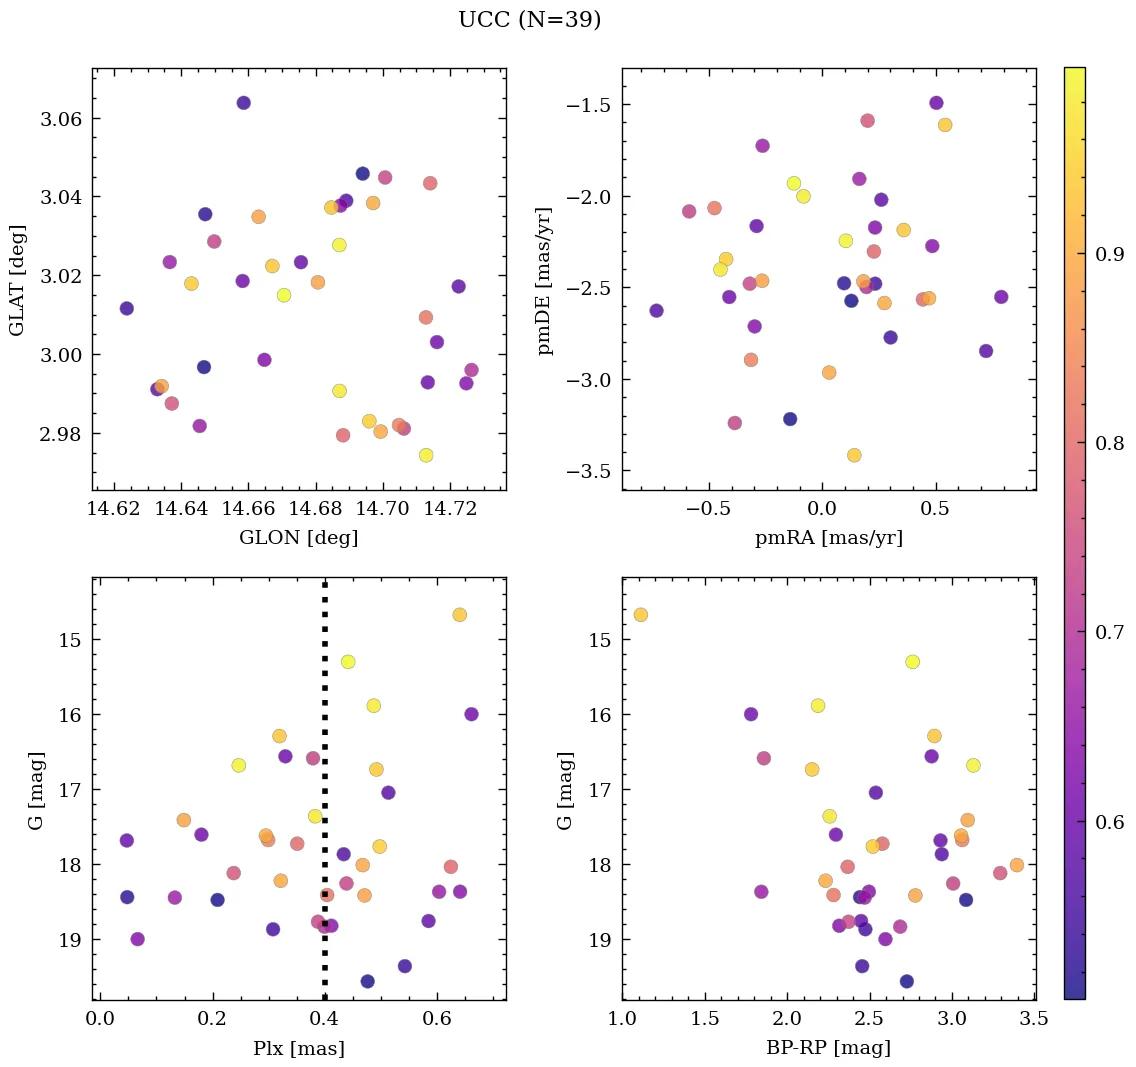 UCC (N=39)
3.06
3.04
3.02
3.00
2.98
GLAT [deg]
14.62 14.64 14.66 14.68 14.70 14.72
GLON [deg]
−1.5
−2.0
−2.5
−3.0
−3.5
pmDE [mas/yr]
−0.5 0.0 0.5
pmRA [mas/yr]
0.9
0.8
0.7
0.6
15
16
17
18
19
G [mag]
0.0 0.2 0.4 0.6
Plx [mas]
15
16
17
18
19
G [mag]
1.0 1.5 2.0 2.5 3.0 3.5
BP-RP [mag]